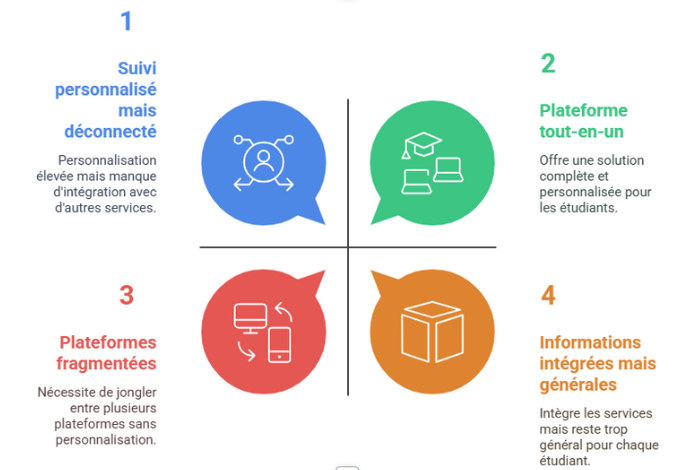 1
Suivi
personnalisé
mais
déconnecté
Personnalisation
élevée mais manque
d'intégration avec
d'autres services.
2
Plateforme
tout-en-un
Offre une solution
complète et
personnalisée pour
les étudiants.
3
Plateformes
fragmentées
Nécessite de jongler
entre plusieurs
plateformes sans
personnalisation.
4
Informations
intégrées mais
générales
Intègre les services
mais reste trop
général pour chaque
étudiant.